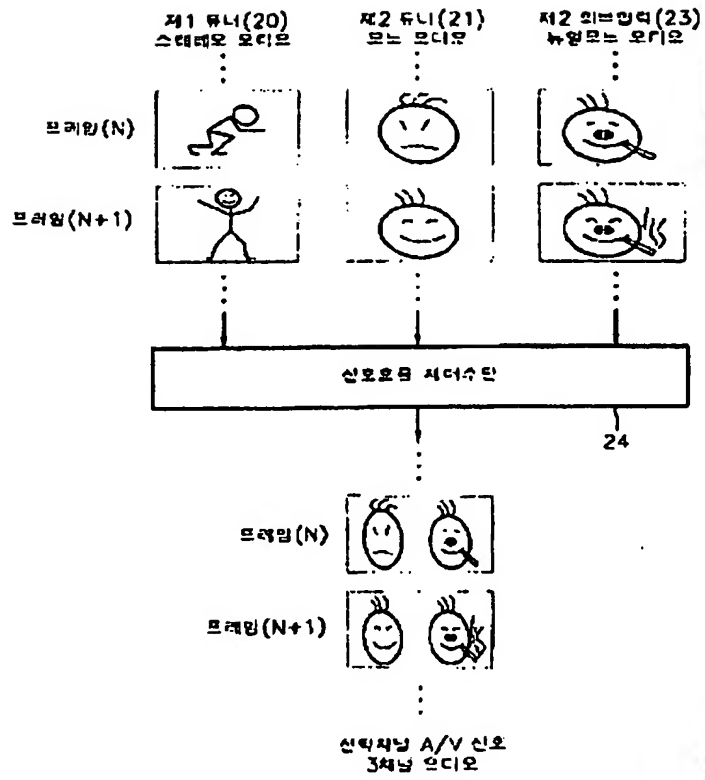 제1 튜너(20)
스테레오 오디오
제2 튜너(21)
모노 오디오
제2 외부입력(23)
듀얼모노 오디오
프레임(N)
프레임(N+1)
신호흐름 제어수단
24
프레임(N)
프레임(N+1)
선택채널 A/V 신호
3채널 오디오